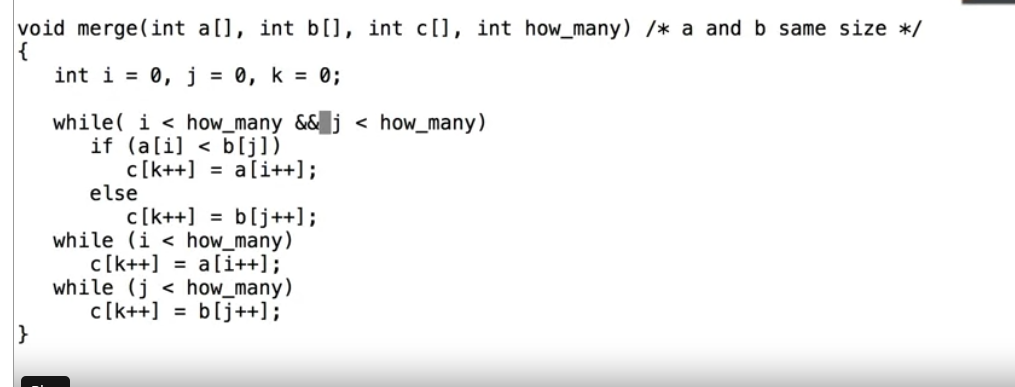 void merge(int a[], int b[], int c[], int how_many) /* a and b same size */
{
int i = 0, j = 0, k = 0;
while( i < how_many && j < how_many)
if (a[i] < b[j])
c[k++] = a[i++];
else
c[k++] = b[j++];
while (i < how_many)
c[k++] = a[i++];
while (j < how_many)
c[k++] = b[j++];
}